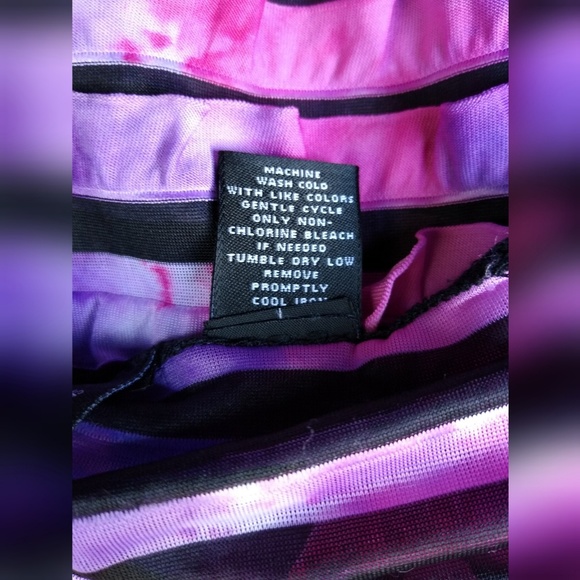 MACHINE
WASH COLD
WITH LIKE COLORS
GENTLE CYCLE
ONLY NON-
CHLORINE BLEACH
IF NEEDED
TUMBLE DRY LOW
REMOVE
PROMPTLY
COOL IRON